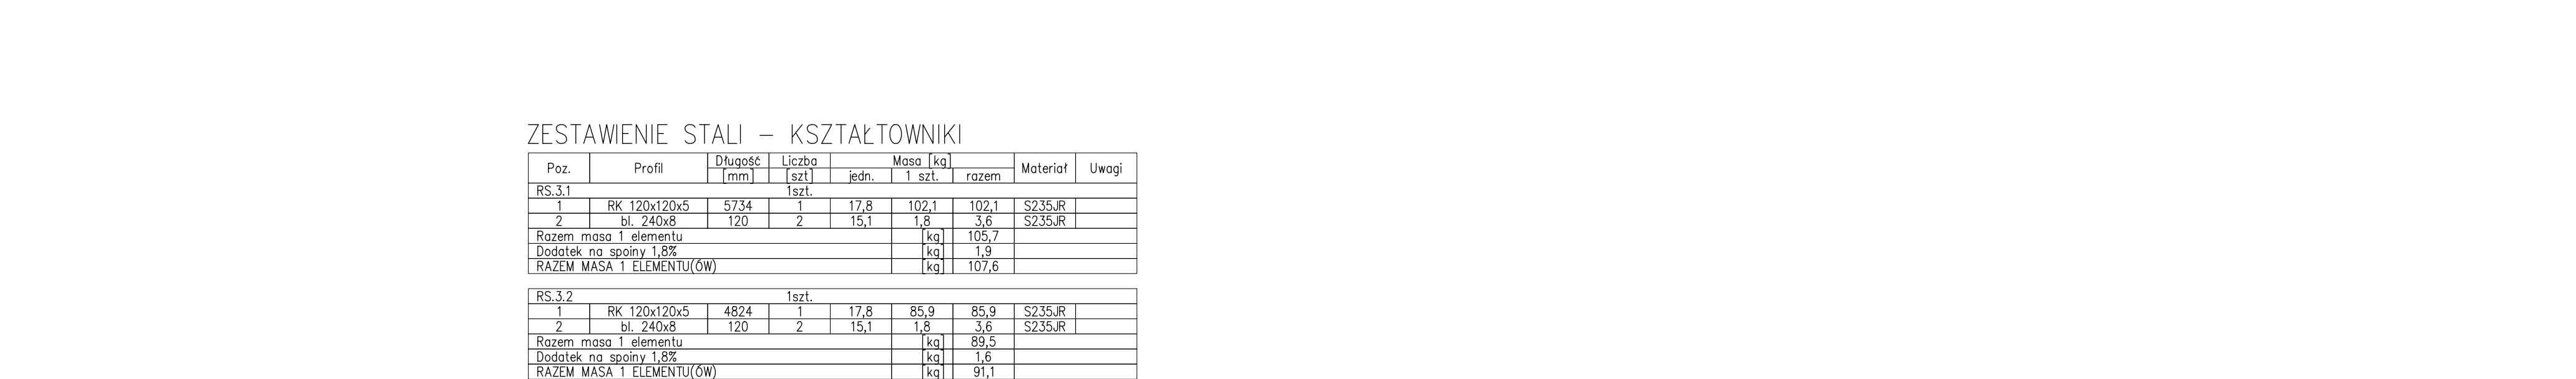 ZESTAWIENIE STALI – KSZTAŁTOWNIKI
Poz. Profil Długość [mm] Liczba [szt] Masa [kg] jedn. 1 szt. razem Materiał Uwagi
RS.3.1 1szt.
1 RK 120x120x5 5734 1 17,8 102,1 102,1 S235JR
2 bl. 240x8 120 2 15,1 1,8 3,6 S235JR
Razem masa 1 elementu [kg] 105,7
Dodatek na spoiny 1,8% [kg] 1,9
RAZEM MASA 1 ELEMENTU(ÓW) [kg] 107,6
RS.3.2 1szt.
1 RK 120x120x5 4824 1 17,8 85,9 85,9 S235JR
2 bl. 240x8 120 2 15,1 1,8 3,6 S235JR
Razem masa 1 elementu [kg] 89,5
Dodatek na spoiny 1,8% [kg] 1,6
RAZEM MASA 1 ELEMENTU(ÓW) [kg] 91,1